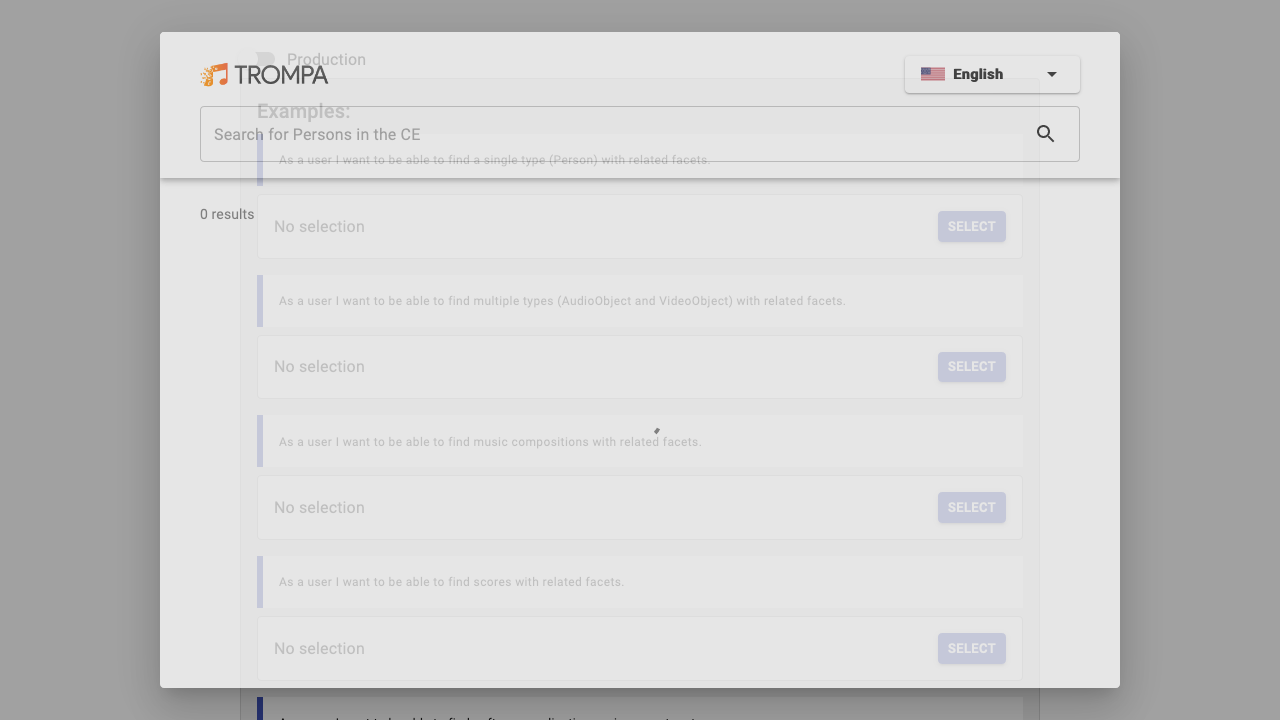 Production
TROMPA
English
Examples:
Search for Persons in the CE
As a user I want to be able to find a single type (Person) with related facets.
0 results
No selection
SELECT
As a user I want to be able to find multiple types (AudioObject and VideoObject) with related facets.
No selection
SELECT
As a user I want to be able to find music compositions with related facets.
No selection
SELECT
As a user I want to be able to find scores with related facets.
No selection
SELECT